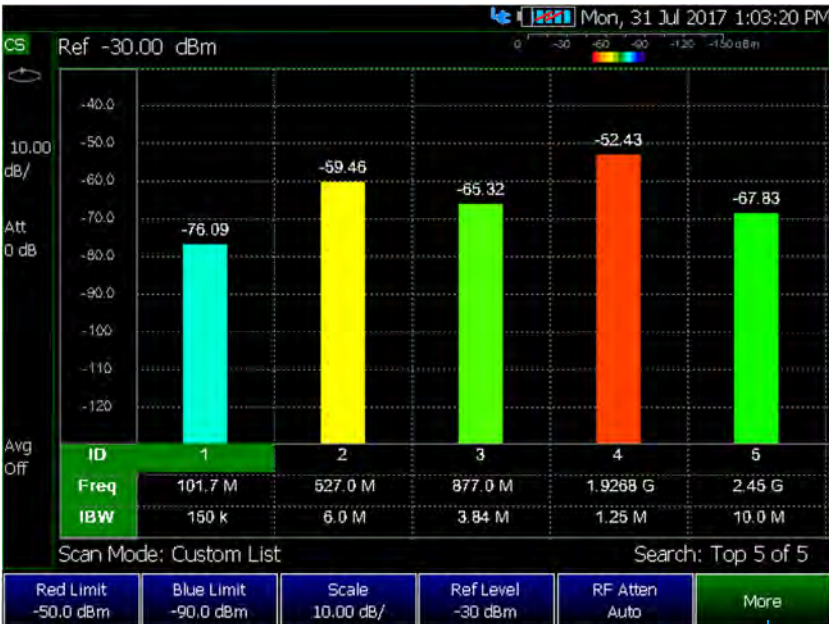 Mon, 31 Jul 2017 1:03:20 PM
CS
Ref -30.00 dBm
0 -30 -60 -90 -120 -150 dBm
-40.0
10.00
dB/
-50.0
-60.0
Att
0 dB
-70.0
-80.0
-90.0
-100
-110
-120
-76.09
-59.46
-65.32
-52.43
-67.83
Avg
Off
ID 1 2 3 4 5
Freq 101.7 M 527.0 M 877.0 M 1.9268 G 2.45 G
IBW 150 k 6.0 M 3.84 M 1.25 M 10.0 M
Scan Mode: Custom List Search: Top 5 of 5
Red Limit
-50.0 dBm
Blue Limit
-90.0 dBm
Scale
10.00 dB/
Ref Level
-30 dBm
RF Atten
Auto
More